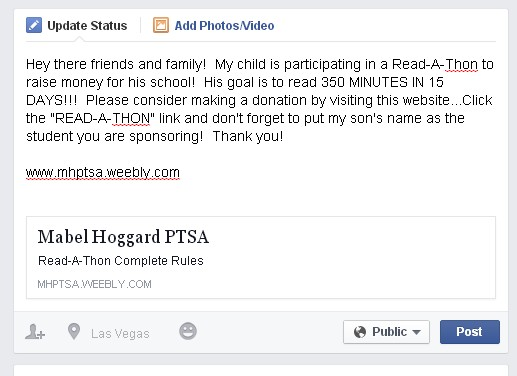 Update Status Add Photos/Video
Hey there friends and family! My child is participating in a Read-A-Thon to
raise money for his school! His goal is to read 350 MINUTES IN 15
DAYS!!! Please consider making a donation by visiting this website...Click
the "READ-A-THON" link and don't forget to put my son's name as the
student you are sponsoring! Thank you!
www.mhptsa.weebly.com
Mabel Hoggard PTSA
Read-A-Thon Complete Rules
MHPTSA.WEEBLY.COM
Las Vegas Public Post